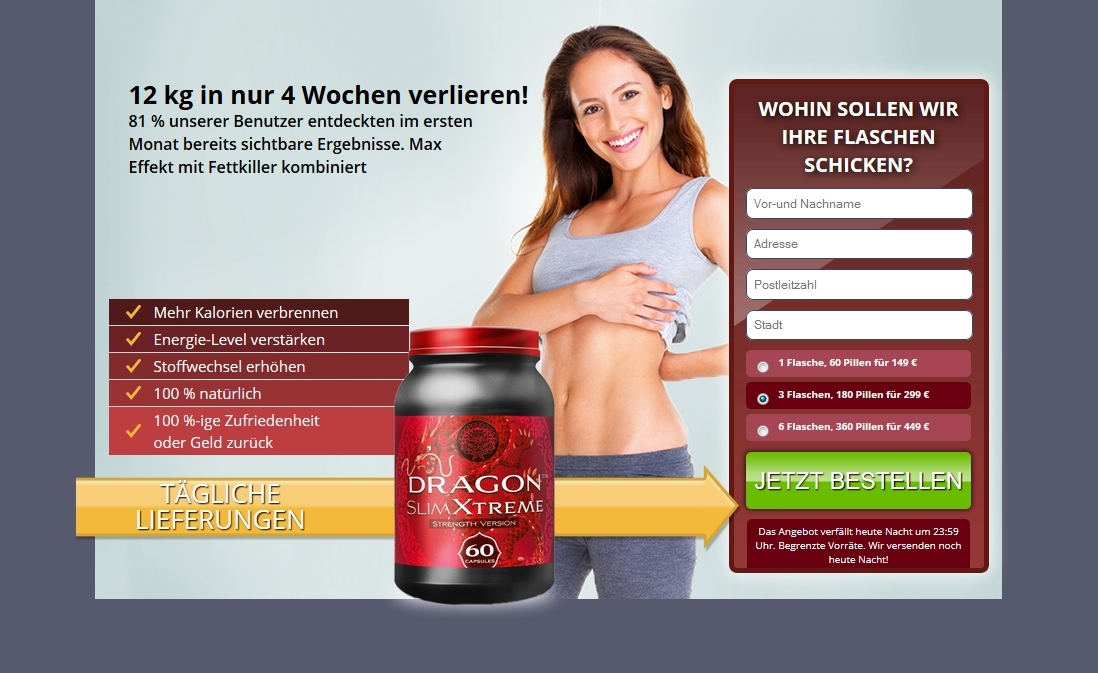 12 kg in nur 4 Wochen verlieren!
81 % unserer Benutzer entdeckten im ersten
Monat bereits sichtbare Ergebnisse. Max
Effekt mit Fettkiller kombiniert
Mehr Kalorien verbrennen
Energie-Level verstärken
Stoffwechsel erhöhen
100 % natürlich
100 %-ige Zufriedenheit
oder Geld zurück
TÄGLICHE
LIEFERUNGEN
DRAGON
SLIMXTREME
STRENGTH VERSION
60
CAPSULES
WOHIN SOLLEN WIR
IHRE FLASCHEN
SCHICKEN?
Vor-und Nachname
Adresse
Postleitzahl
Stadt
1 Flasche, 60 Pillen für 149 €
3 Flaschen, 180 Pillen für 299 €
6 Flaschen, 360 Pillen für 449 €
JETZT BESTELLEN
Das Angebot verfällt heute Nacht um 23:59
Uhr. Begrenzte Vorräte. Wir versenden noch
heute Nacht!